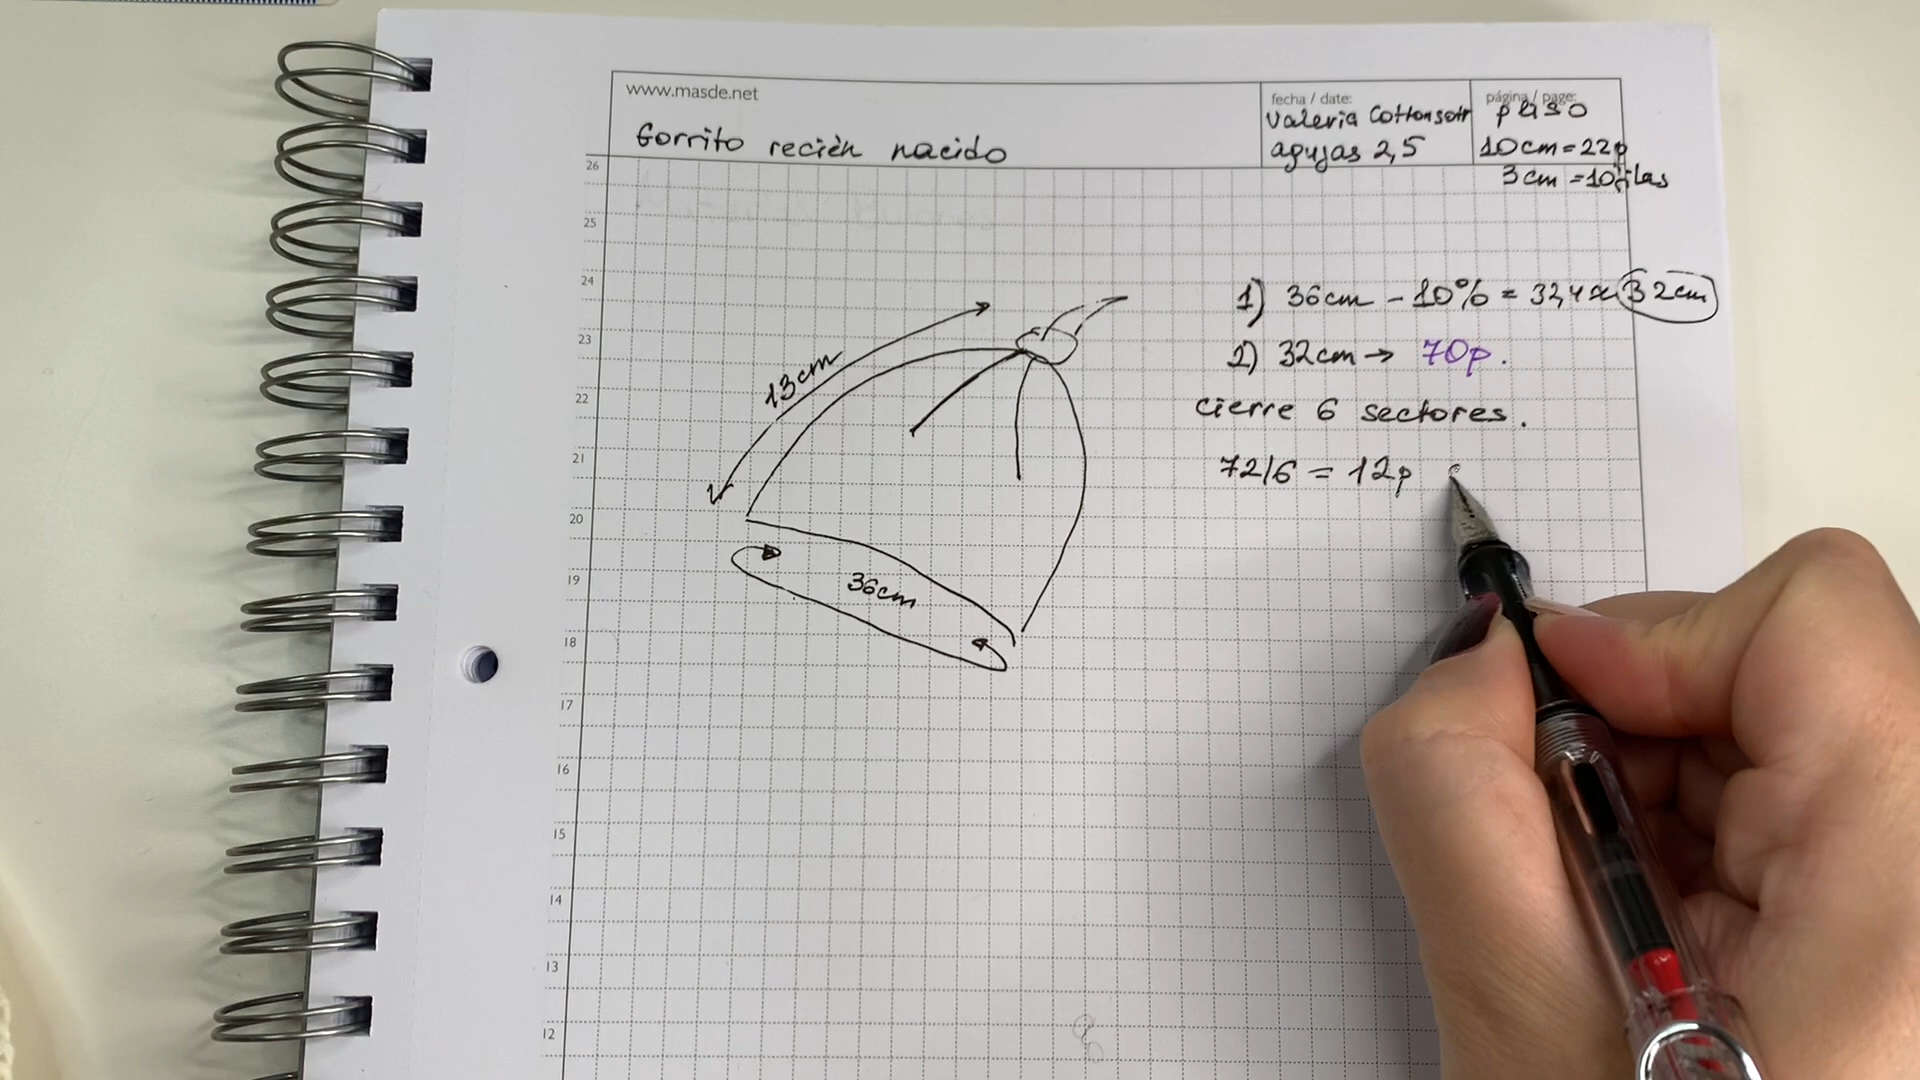 www.masde.net
Gorrito recièn nacido
fecha / date:
Valeria Cottonsoft
agujas 2,5
página / page:
10cm = 22p
3cm = 10filas
1) 36cm - 10% = 32,4 ≈ 32cm
2) 32cm → 70p.
cierre 6 sectores.
72/6 = 12p
13cm
36cm
26
25
24
23
22
21
20
19
18
17
16
15
14
13
12